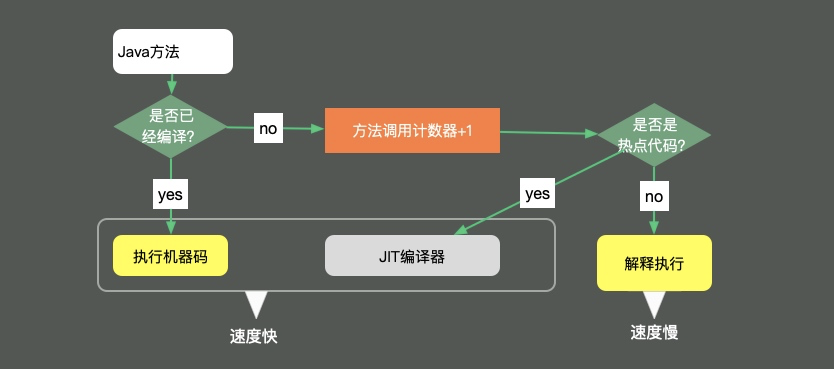 Java方法
是否已
经编译?
no
方法调用计数器+1
是否是
热点代码?
yes
yes
no
执行机器码
JIT编译器
解释执行
速度快
速度慢